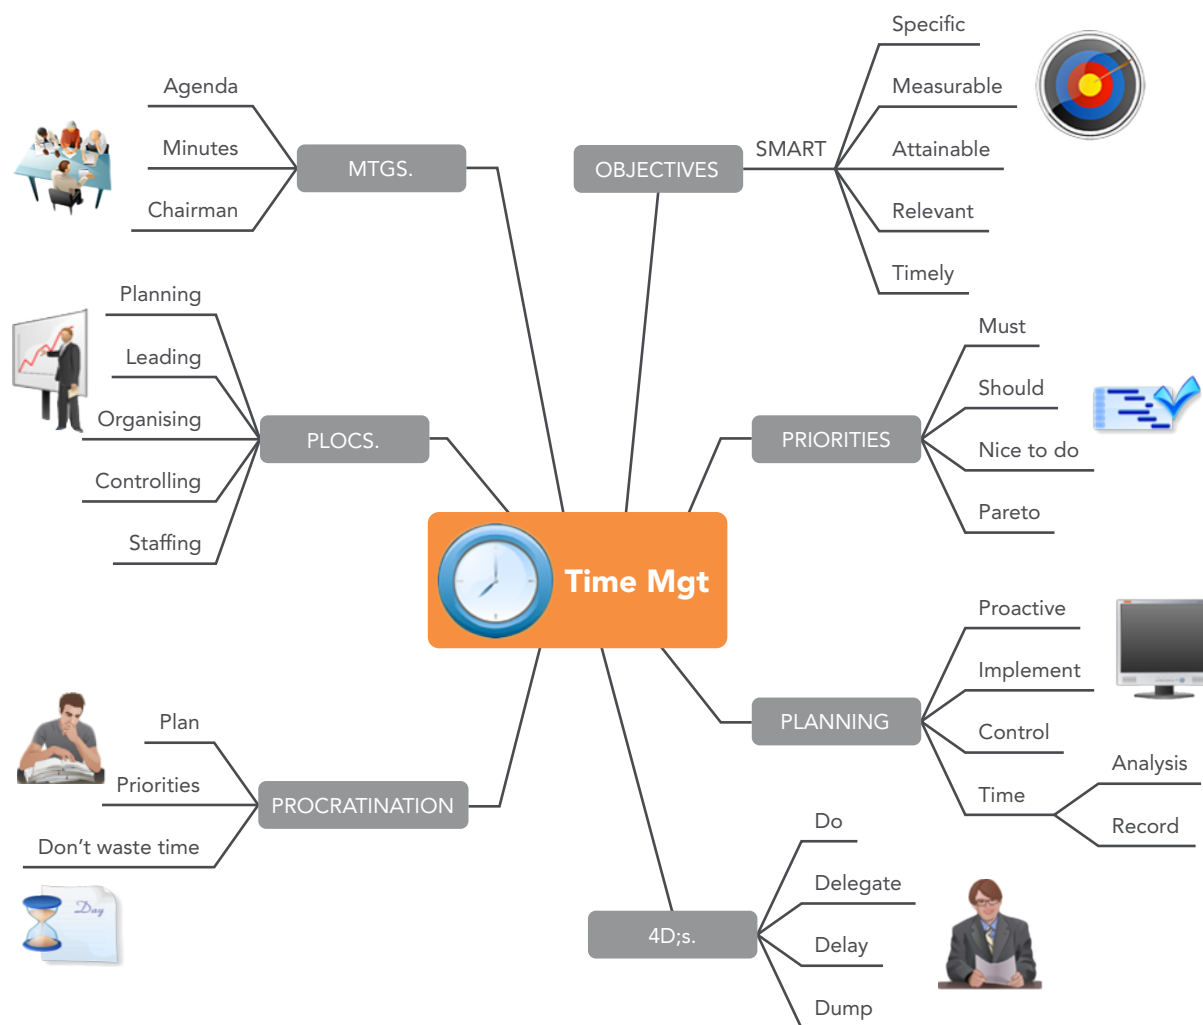 Time Mgt
OBJECTIVES
SMART
Specific
Measurable
Attainable
Relevant
Timely
PRIORITIES
Must
Should
Nice to do
Pareto
PLANNING
Proactive
Implement
Control
Time
Analysis
Record
4D;s.
Do
Delegate
Delay
Dump
MTGS.
Agenda
Minutes
Chairman
PLOCS.
Planning
Leading
Organising
Controlling
Staffing
PROCRATINATION
Plan
Priorities
Don't waste time
Day